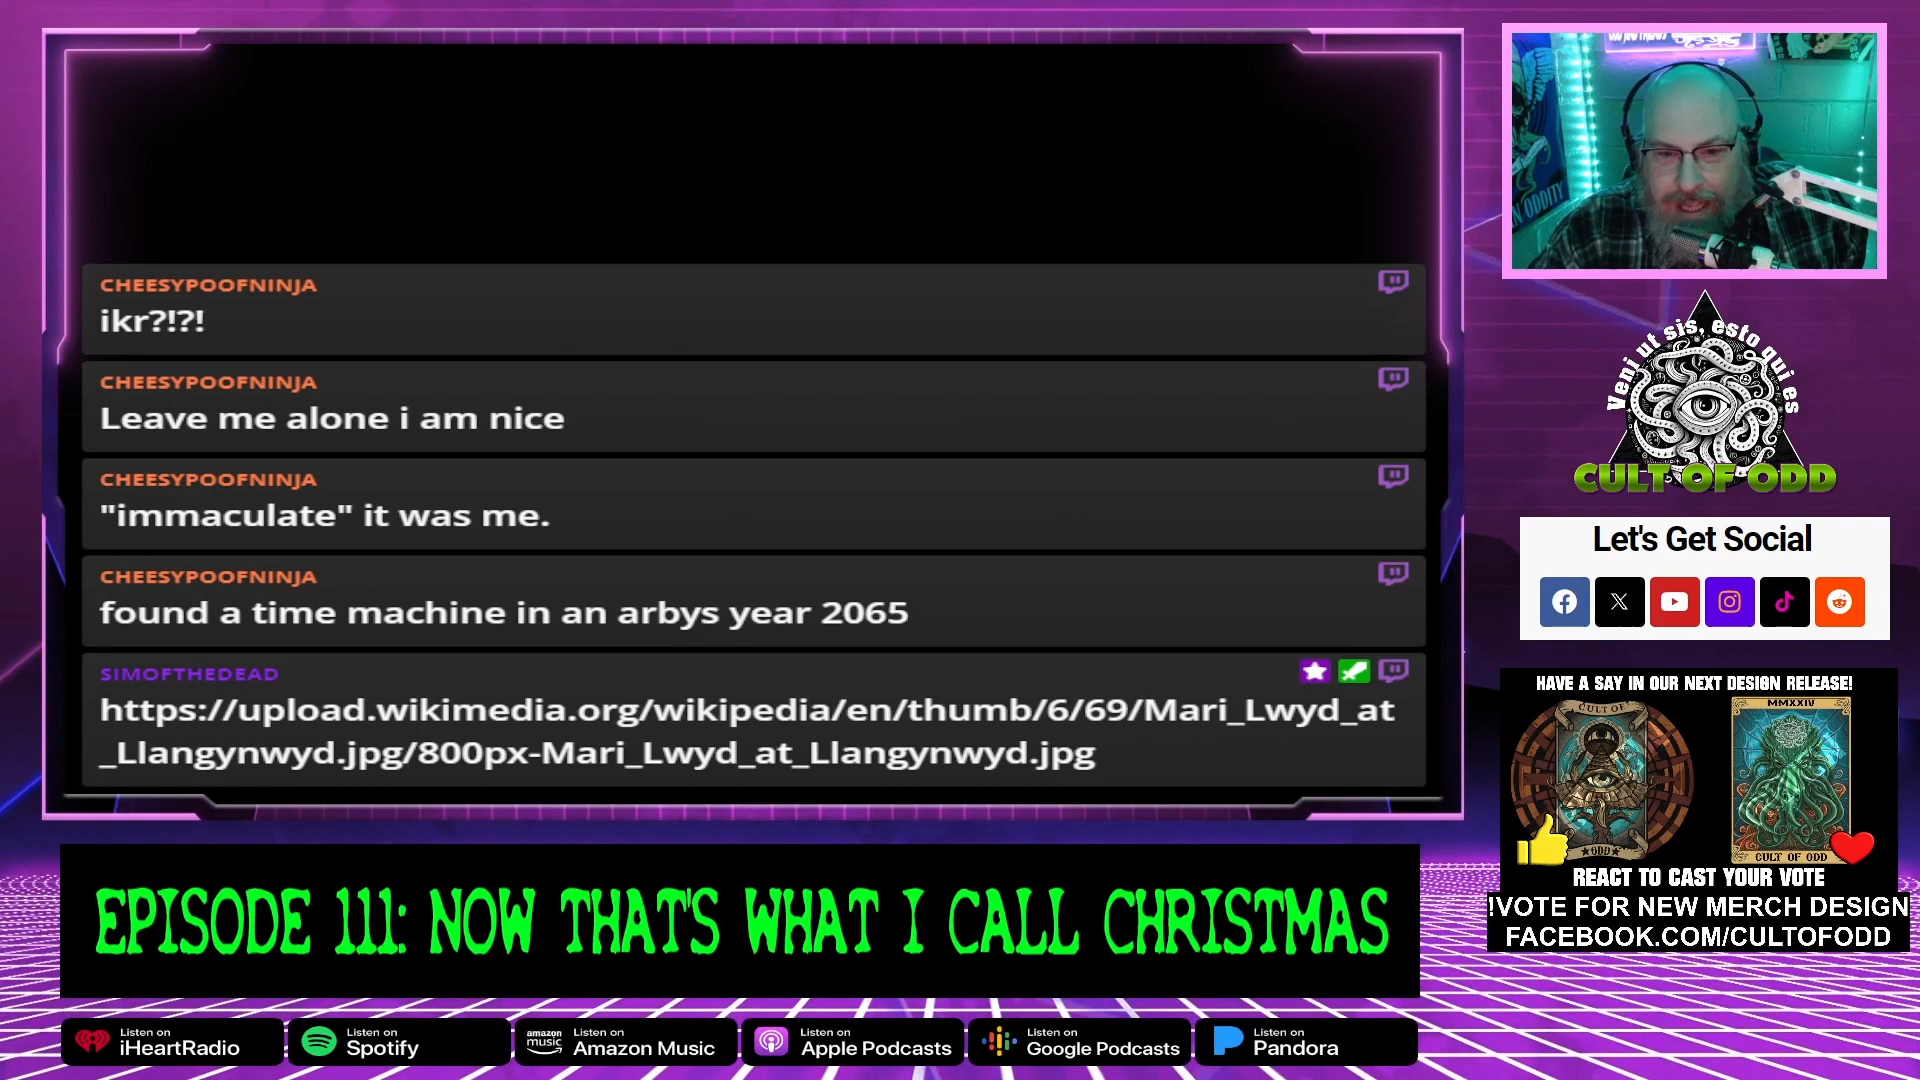 CHEESYPOOFNINJA
ikr?!?!
CHEESYPOOFNINJA
Leave me alone i am nice
CHEESYPOOFNINJA
"immaculate" it was me.
CHEESYPOOFNINJA
found a time machine in an arbys year 2065
SIMOFTHEDEAD
https://upload.wikimedia.org/wikipedia/en/thumb/6/69/Mari_Lwyd_at
_Llangynwyd.jpg/800px-Mari_Lwyd_at_Llangynwyd.jpg
EPISODE 111: NOW THAT'S WHAT I CALL CHRISTMAS
Listen on
iHeartRadio
Listen on
Spotify
amazon
music
Listen on
Amazon Music
Listen on
Apple Podcasts
Listen on
Google Podcasts
Listen on
Pandora
N ODDITY
Veni ut sis, esto qui es
CULT OF ODD
Let's Get Social
HAVE A SAY IN OUR NEXT DESIGN RELEASE!
CULT OF
ODD
MMXXIV
CULT OF ODD
REACT TO CAST YOUR VOTE
!VOTE FOR NEW MERCH DESIGN
FACEBOOK.COM/CULTOFODD